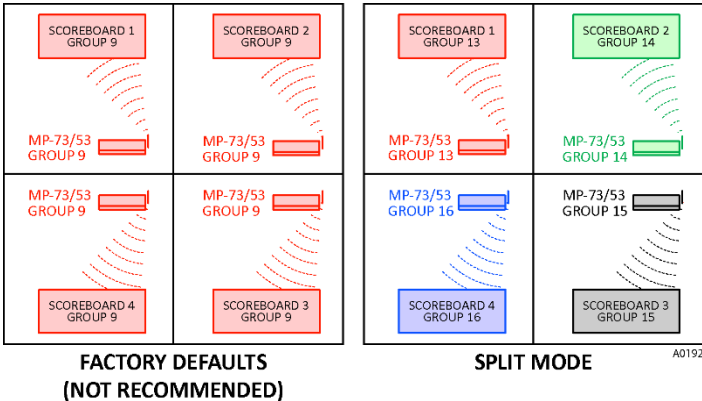 SCOREBOARD 1
GROUP 9
SCOREBOARD 2
GROUP 9
MP-73/53
GROUP 9
MP-73/53
GROUP 9
MP-73/53
GROUP 9
MP-73/53
GROUP 9
SCOREBOARD 4
GROUP 9
SCOREBOARD 3
GROUP 9
FACTORY DEFAULTS
(NOT RECOMMENDED)
SCOREBOARD 1
GROUP 13
SCOREBOARD 2
GROUP 14
MP-73/53
GROUP 13
MP-73/53
GROUP 14
MP-73/53
GROUP 16
MP-73/53
GROUP 15
SCOREBOARD 4
GROUP 16
SCOREBOARD 3
GROUP 15
SPLIT MODE
A0192